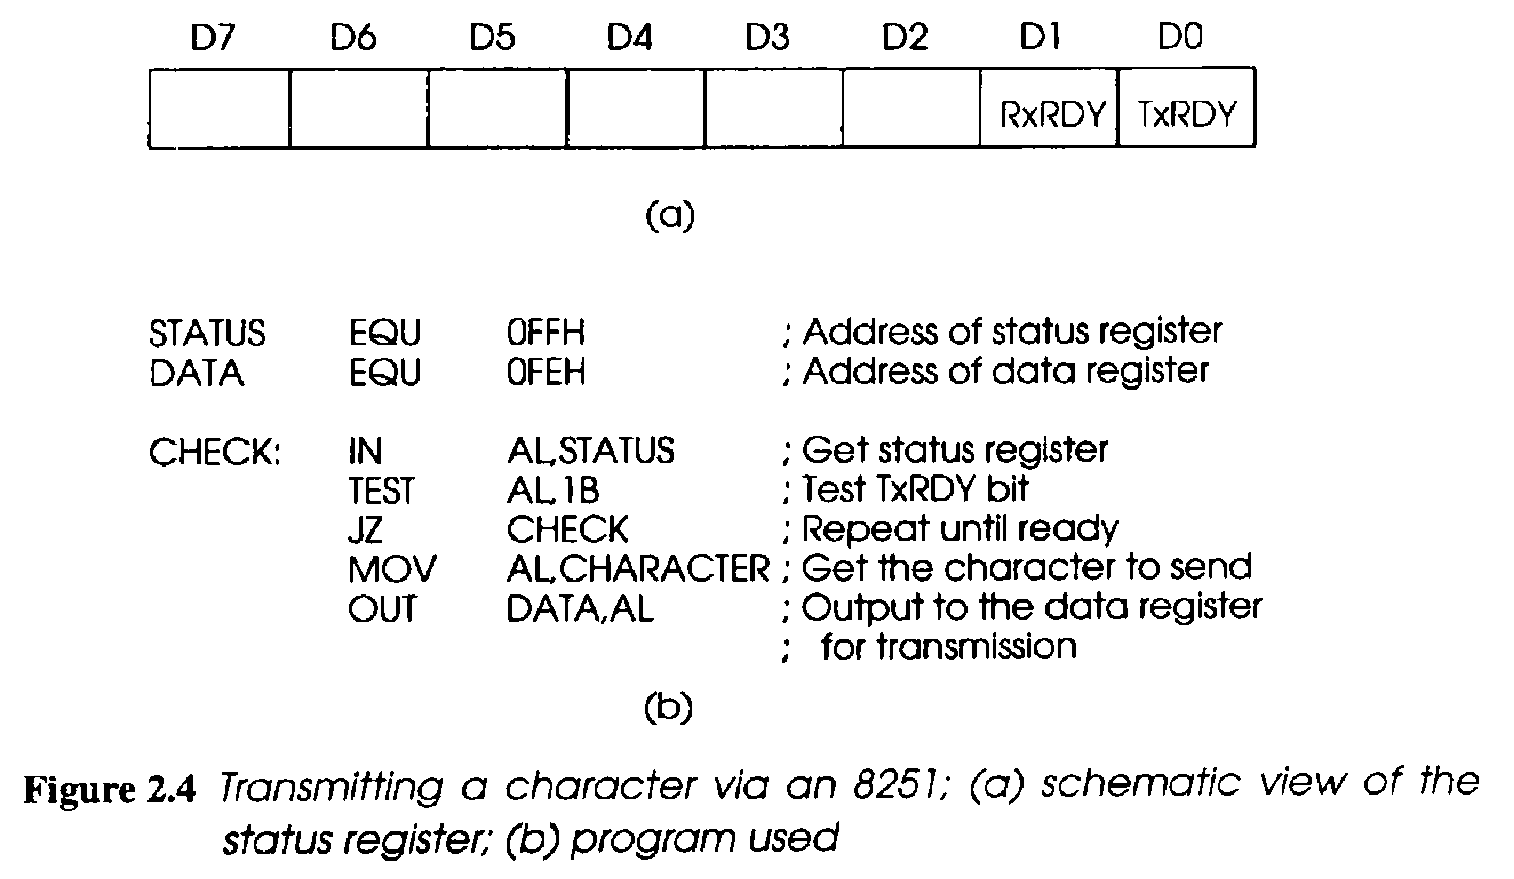 D7 D6 D5 D4 D3 D2 D1 D0
RxRDY TxRDY
(a)
STATUS EQU 0FFH ; Address of status register
DATA EQU 0FEH ; Address of data register
CHECK: IN AL,STATUS ; Get status register
TEST AL,1B ; Test TxRDY bit
JZ CHECK ; Repeat until ready
MOV AL,CHARACTER ; Get the character to send
OUT DATA,AL ; Output to the data register
; for transmission
(b)
Figure 2.4 Transmitting a character via an 8251; (a) schematic view of the
status register; (b) program used